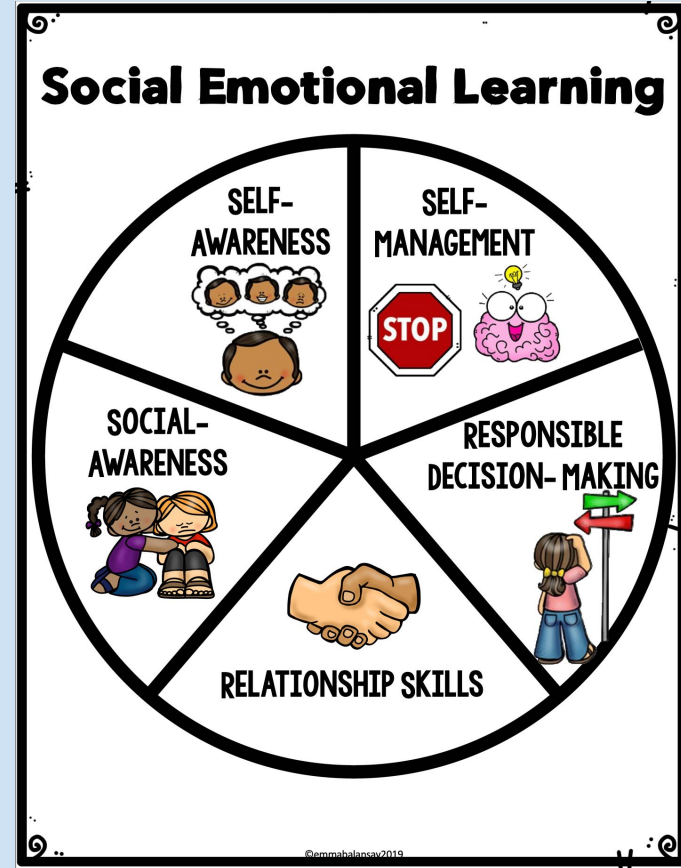 Social Emotional Learning
SELF-
AWARENESS
SELF-
MANAGEMENT
STOP
SOCIAL-
AWARENESS
RESPONSIBLE
DECISION-MAKING
RELATIONSHIP SKILLS
©emmabalansay2019